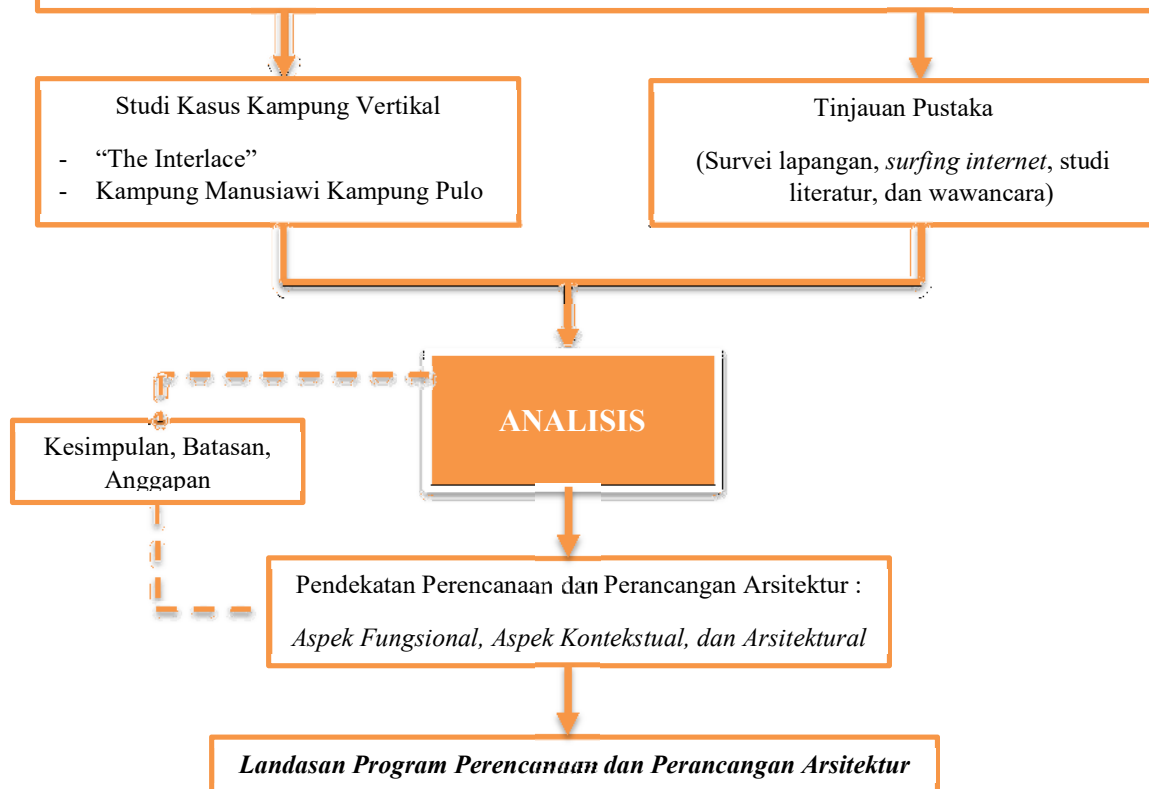 Studi Kasus Kampung Vertikal
- “The Interlace”
- Kampung Manusiawi Kampung Pulo
Tinjauan Pustaka
(Survei lapangan, surfing internet, studi
literatur, dan wawancara)
ANALISIS
Kesimpulan, Batasan,
Anggapan
Pendekatan Perencanaan dan Perancangan Arsitektur :
Aspek Fungsional, Aspek Kontekstual, dan Arsitektural
Landasan Program Perencanaan dan Perancangan Arsitektur